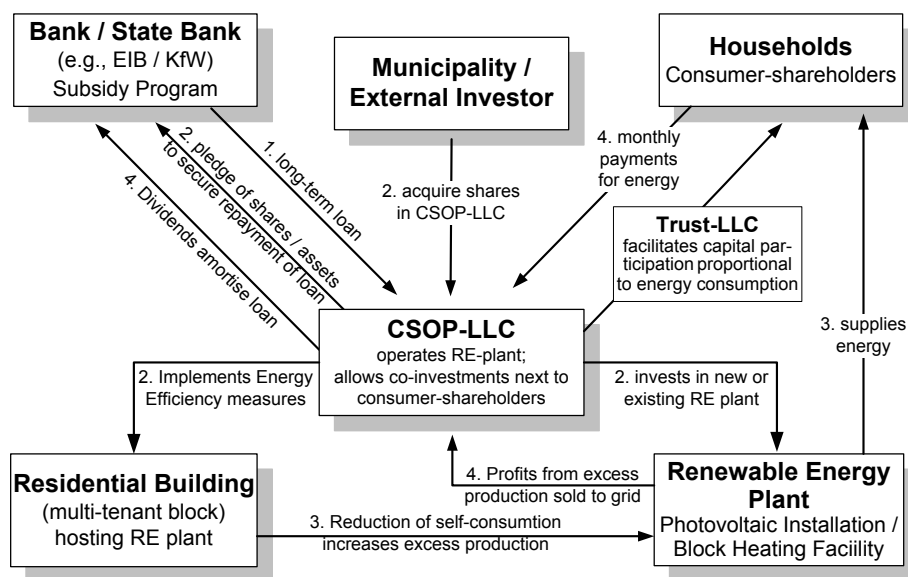 Bank / State Bank
(e.g., EIB / KfW)
Subsidy Program
Municipality /
External Investor
Households
Consumer-shareholders
1. long-term loan
2. pledge of shares / assets
to secure repayment of loan
4. Dividends amortise loan
2. acquire shares
in CSOP-LLC
4. monthly
payments
for energy
Trust-LLC
facilitates capital par-
ticipation proportional
to energy consumption
3. supplies
energy
CSOP-LLC
operates RE-plant;
allows co-investments next to
consumer-shareholders
2. Implements Energy
Efficiency measures
2. invests in new or
existing RE plant
4. Profits from excess
production sold to grid
Residential Building
(multi-tenant block)
hosting RE plant
3. Reduction of self-consumtion
increases excess production
Renewable Energy
Plant
Photovoltaic Installation /
Block Heating Faciility